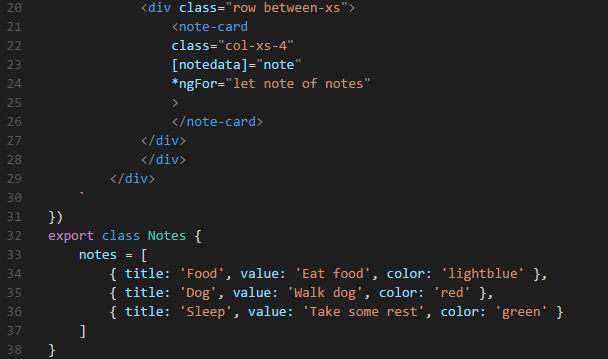 20 <div class="row between-xs">
21 <note-card
22 class="col-xs-4"
23 [notedata]="note"
24 *ngFor="let note of notes"
25 >
26 </note-card>
27 </div>
28 </div>
29 </div>
30 `
31 })
32 export class Notes {
33 notes = [
34 { title: 'Food', value: 'Eat food', color: 'lightblue' },
35 { title: 'Dog', value: 'Walk dog', color: 'red' },
36 { title: 'Sleep', value: 'Take some rest', color: 'green' }
37 ]
38 }